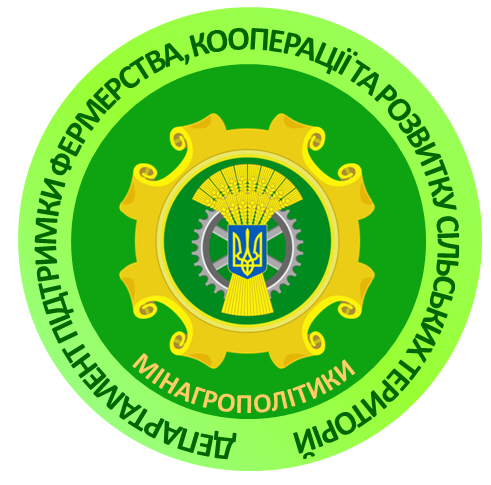 ДЕПАРТАМЕНТ ПІДТРИМКИ ФЕРМЕРСТВА, КООПЕРАЦІЇ ТА РОЗВИТКУ СІЛЬСЬКИХ ТЕРИТОРІЙ
МІНАГРОПОЛІТИКИ